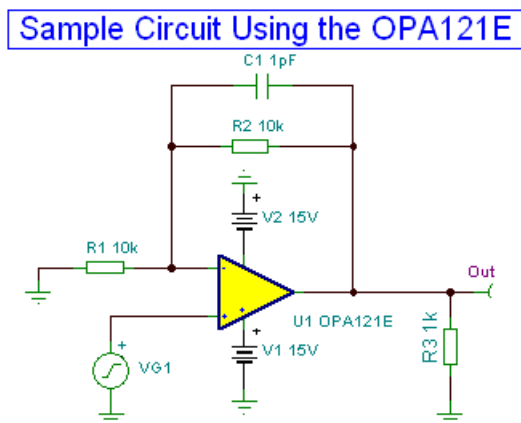 Sample Circuit Using the OPA121E
C1 1pF
R2 10k
+
V2 15V
R1 10k
-
+
+
U1 OPA121E
Out
+
VG1
+
V1 15V
R3 1k